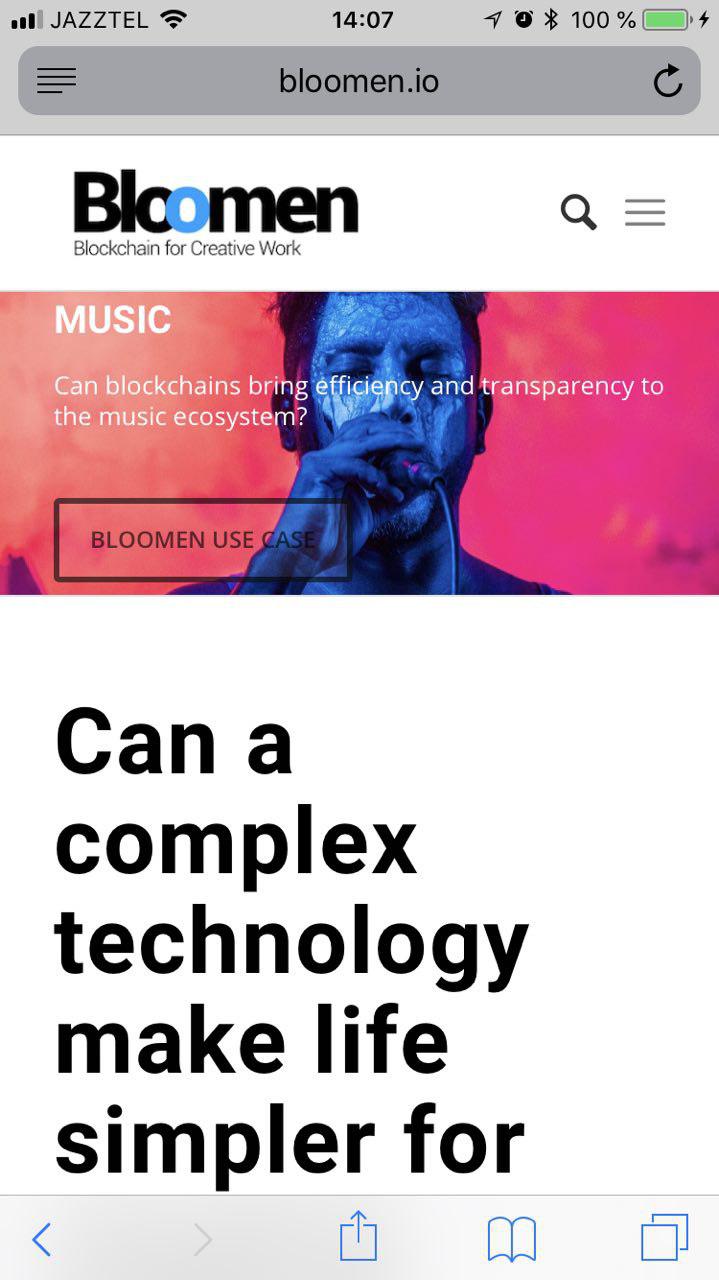 JAZZTEL 14:07 100 %
bloomen.io
Bloomen
Blockchain for Creative Work
MUSIC
Can blockchains bring efficiency and transparency to
the music ecosystem?
BLOOMEN USE CASE
Can a
complex
technology
make life
simpler for